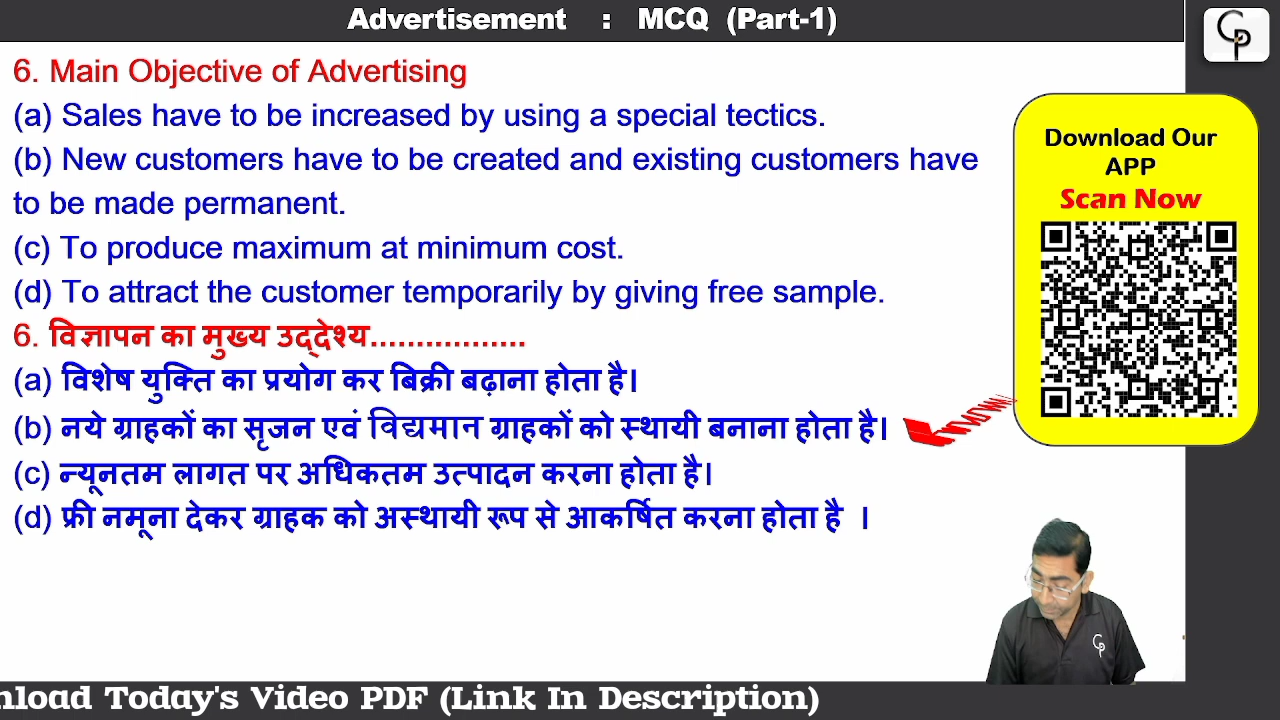 Advertisement : MCQ (Part-1)
6. Main Objective of Advertising
(a) Sales have to be increased by using a special tectics.
(b) New customers have to be created and existing customers have
to be made permanent.
(c) To produce maximum at minimum cost.
(d) To attract the customer temporarily by giving free sample.
6. विज्ञापन का मुख्य उद्देश्य.................
(a) विशेष युक्ति का प्रयोग कर बिक्री बढ़ाना होता है।
(b) नये ग्राहकों का सृजन एवं विद्यमान ग्राहकों को स्थायी बनाना होता है।
(c) न्यूनतम लागत पर अधिकतम उत्पादन करना होता है।
(d) फ्री नमूना देकर ग्राहक को अस्थायी रूप से आकर्षित करना होता है ।
CP
Download Our
APP
Scan Now
CP
nload Today's Video PDF (Link In Description)